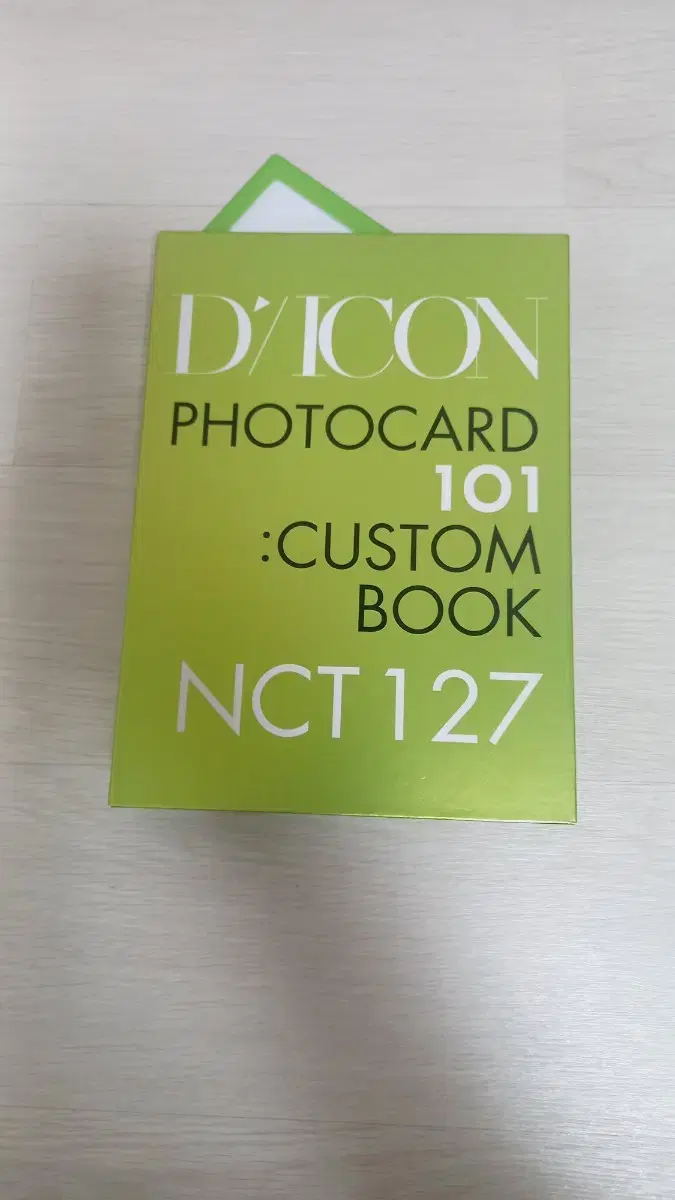 D'/ICON
PHOTOCARD
101
:CUSTOM
BOOK
NCT 127